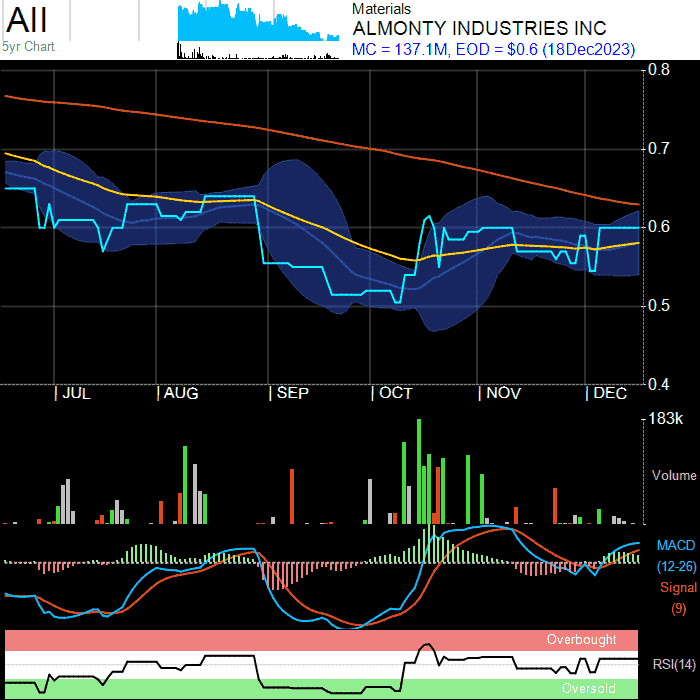 AII
5yr Chart
Materials
ALMONTY INDUSTRIES INC
MC = 137.1M, EOD = $0.6 (18Dec2023)
0.8
0.7
0.6
0.5
0.4
JUL AUG SEP OCT NOV DEC
183k
Volume
MACD
(12-26)
Signal
(9)
Overbought
RSI(14)
Oversold